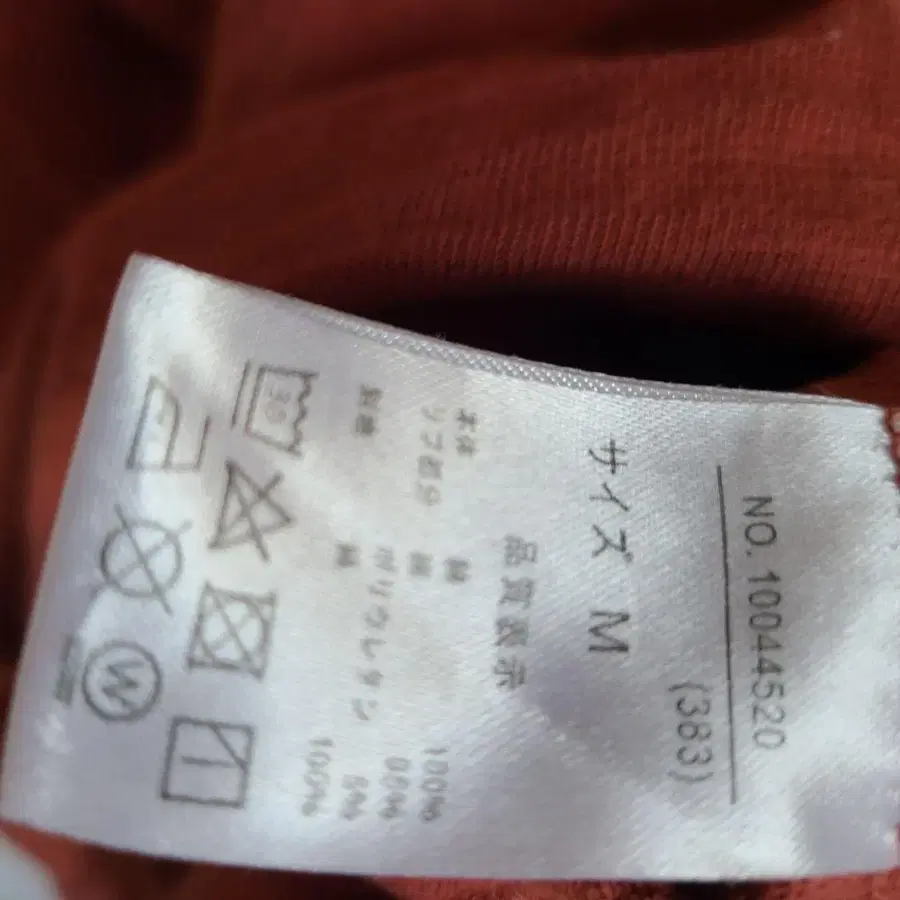 NO. 10044520
(383)
サイズ M
品質表示
本体 綿 100%
リブ部分 綿 95%
ポリウレタン 5%
刺繍 綿 100%
30
W